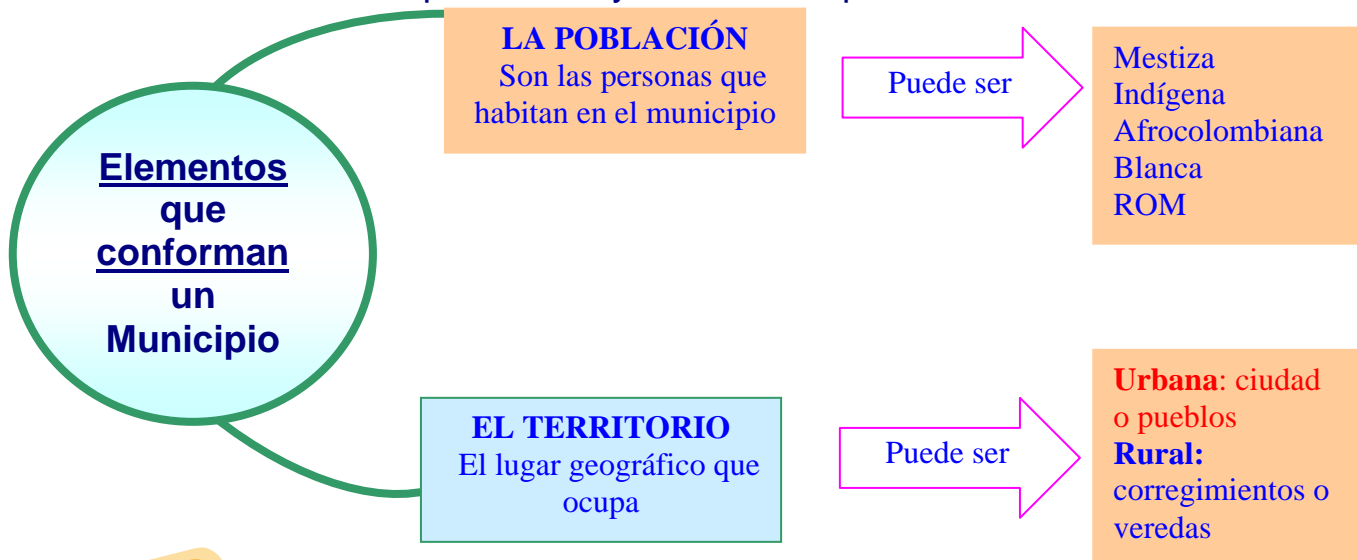 Elementos
que
conforman
un
Municipio
LA POBLACIÓN
Son las personas que
habitan en el municipio
Puede ser
Mestiza
Indígena
Afrocolombiana
Blanca
ROM
EL TERRITORIO
El lugar geográfico que
ocupa
Puede ser
Urbana: ciudad
o pueblos
Rural:
corregimientos o
veredas